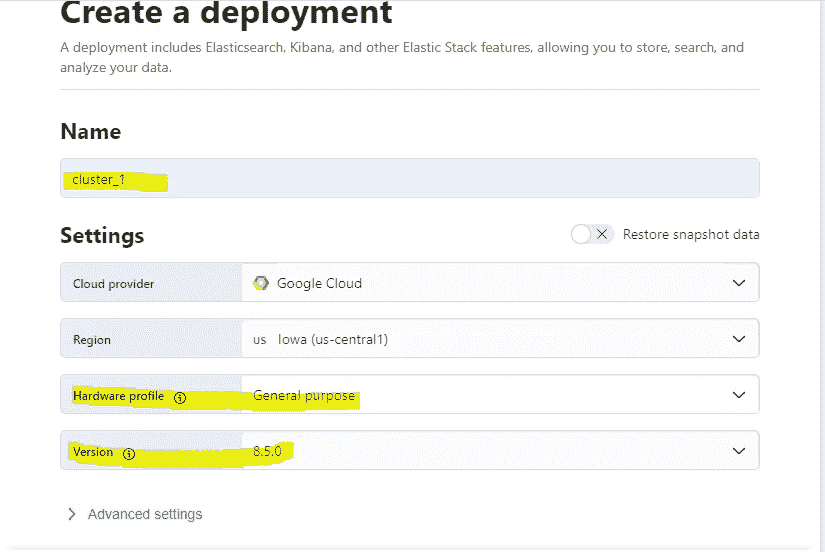 Create a deployment
A deployment includes Elasticsearch, Kibana, and other Elastic Stack features, allowing you to store, search, and
analyze your data.
Name
cluster_1
Settings
Restore snapshot data
Cloud provider Google Cloud
Region us Iowa (us-central1)
Hardware profile General purpose
Version 8.5.0
Advanced settings